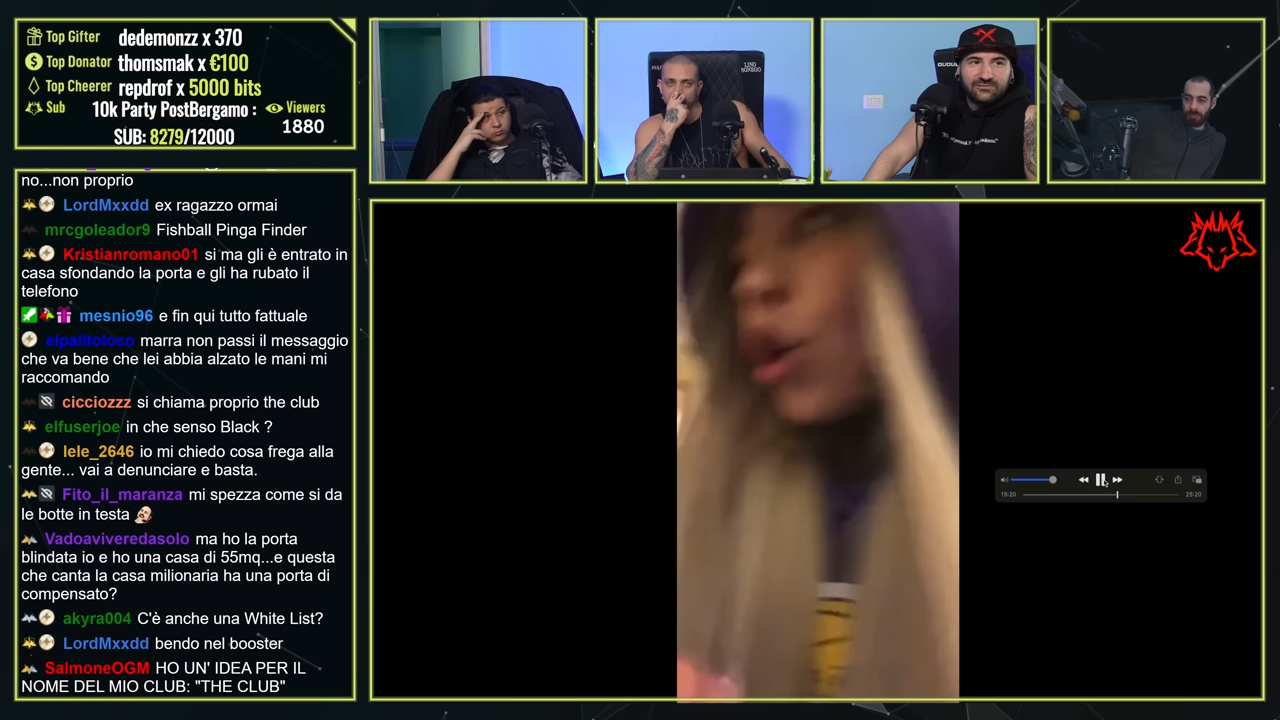 Top Gifter dedemonzz x 370
Top Donator thomsmak x €100
Top Cheerer repdrof x 5000 bits
Sub 10k Party PostBergamo :
SUB: 8279/12000
Viewers
1880
no...non proprio
LordMxxdd ex ragazzo ormai
mrcgoleador9 Fishball Pinga Finder
Kristianromano01 si ma gli è entrato in
casa sfondando la porta e gli ha rubato il
telefono
mesnio96 e fin qui tutto fattuale
elpalitoloco marra non passi il messaggio
che va bene che lei abbia alzato le mani mi
raccomando
cicciozzz si chiama proprio the club
elfuserjoe in che senso Black ?
lele_2646 io mi chiedo cosa frega alla
gente... vai a denunciare e basta.
Fito_il_maranza mi spezza come si da
le botte in testa
Vadoaviveredasolo ma ho la porta
blindata io e ho una casa di 55mq...e questa
che canta la casa milionaria ha una porta di
compensato?
akyra004 C'è anche una White List?
LordMxxdd bendo nel booster
SalmoneOGM HO UN' IDEA PER IL
NOME DEL MIO CLUB: "THE CLUB"
15:20
25:20